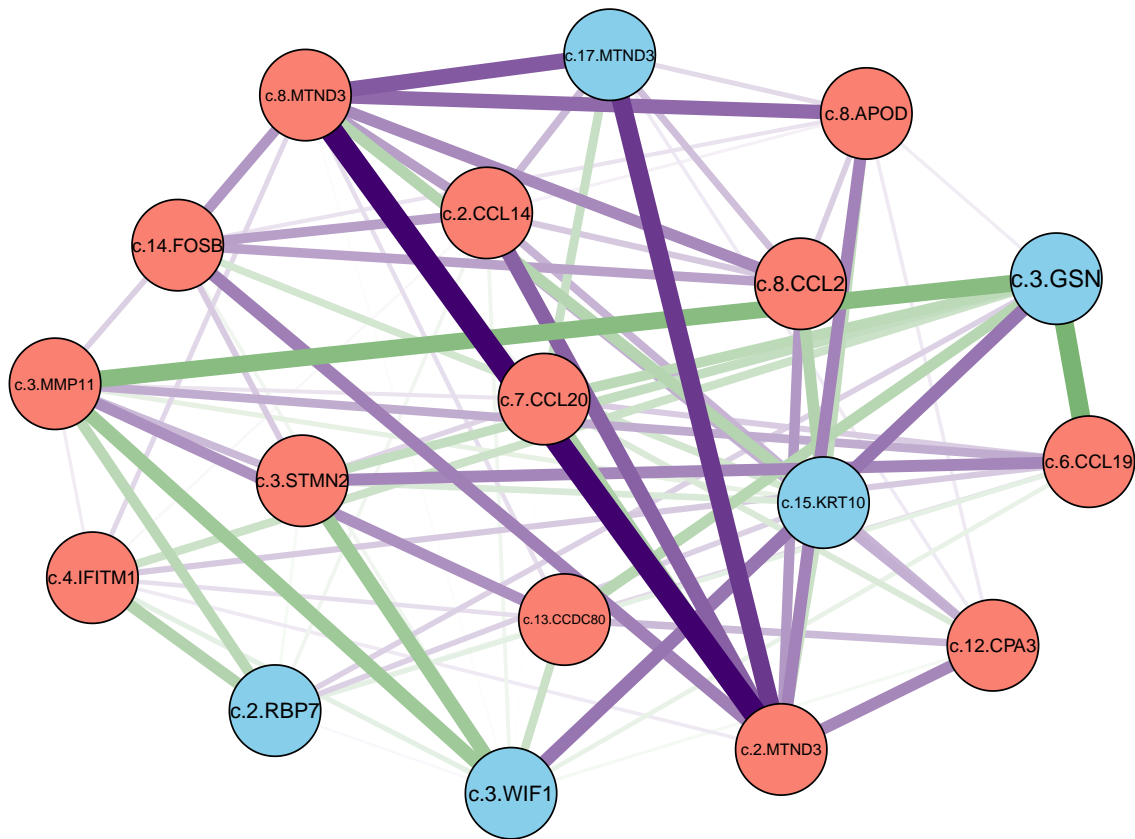 c.17.MTND3
c.8.MTND3
c.8.APOD
c.2.CCL14
c.14.FOSB
c.8.CCL2
c.3.GSN
c.3.MMP11
c.7.CCL20
c.6.CCL19
c.3.STMN2
c.15.KRT10
c.4.IFITM1
c.13.CCDC80
c.12.CPA3
c.2.RBP7
c.2.MTND3
c.3.WIF1